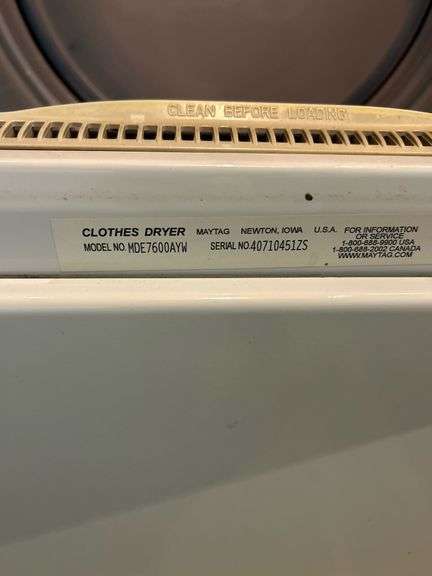 CLEAN BEFORE LOADING
CLOTHES DRYER MAYTAG NEWTON, IOWA U.S.A. FOR INFORMATION
OR SERVICE
MODEL NO. MDE7600AYW SERIAL NO. 40710451ZS 1-800-688-9900 USA
1-800-688-2002 CANADA
WWW.MAYTAG.COM